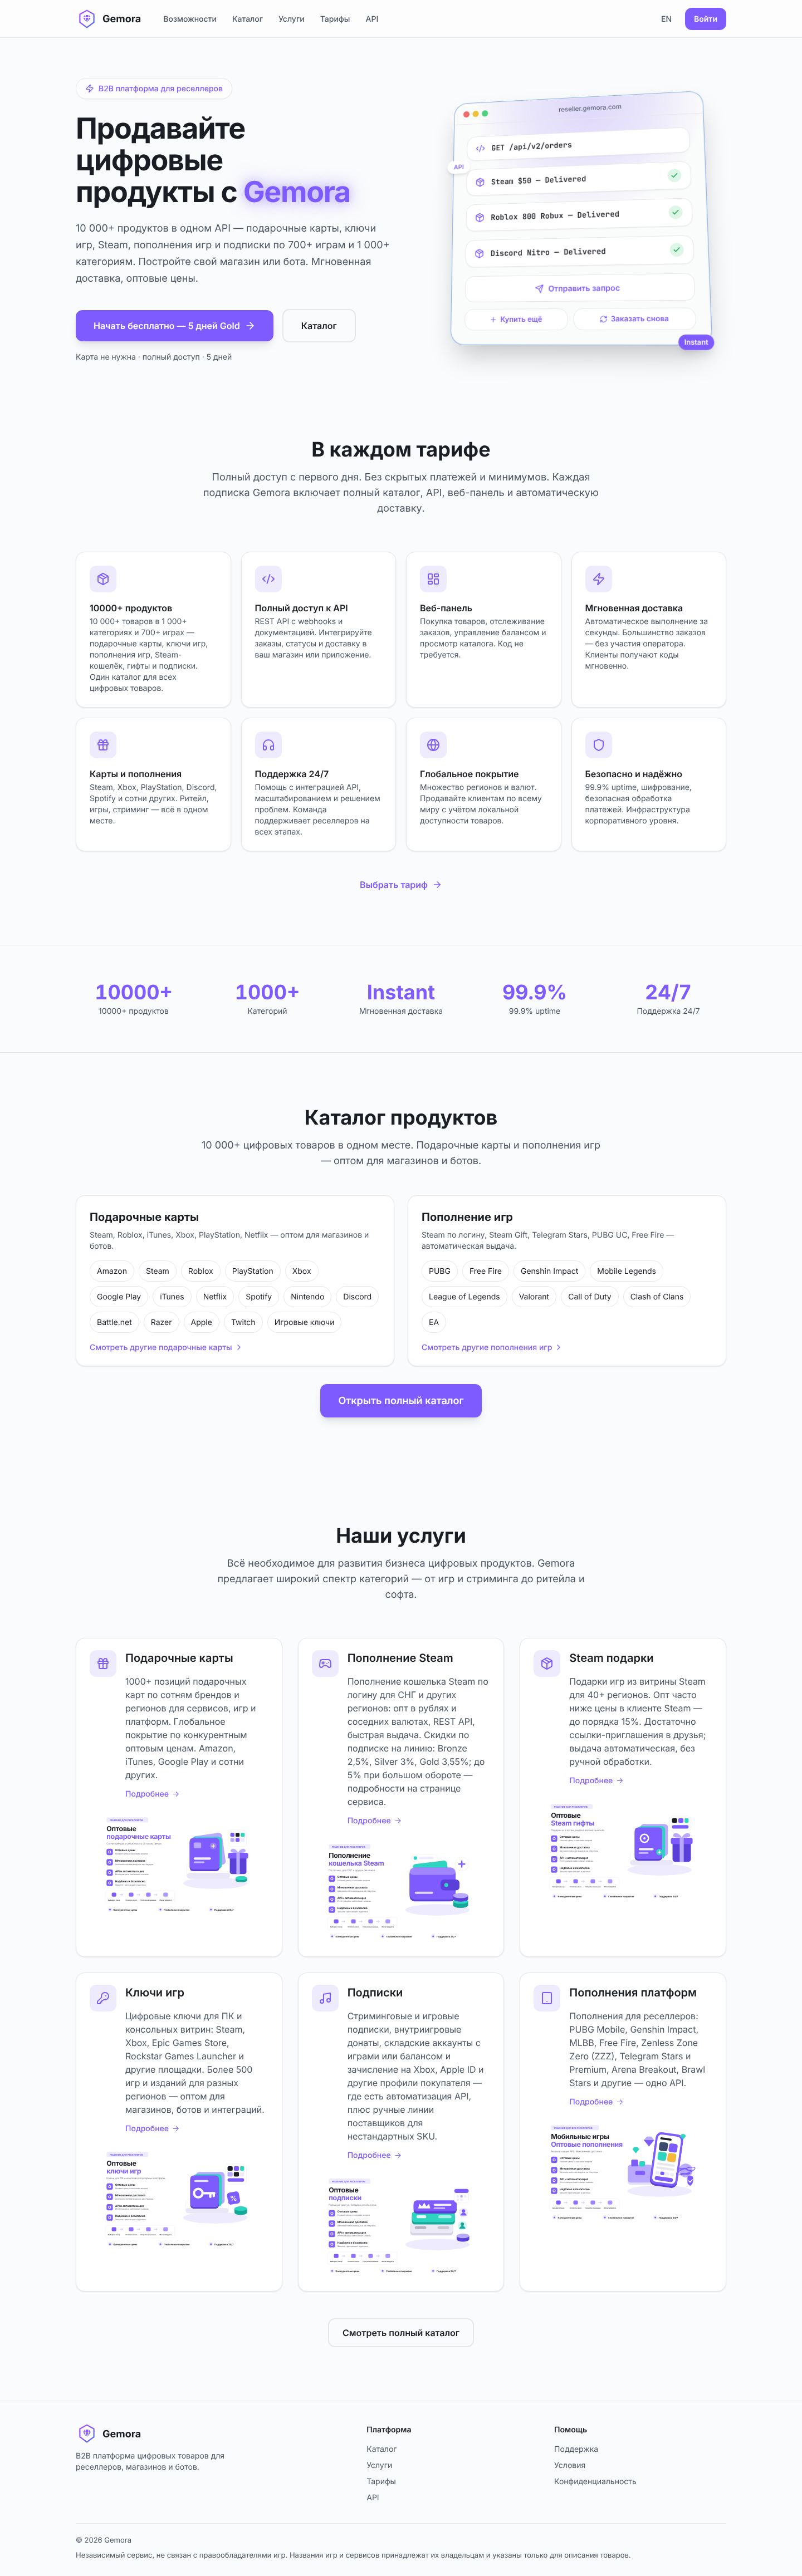 Gemora
Возможности
Каталог
Услуги
Тарифы
API
EN
Войти
B2B платформа для реселлеров
Продавайте
цифровые
продукты с Gemora
10 000+ продуктов в одном API — подарочные карты, ключи
игр, Steam, пополнения игр и подписки по 700+ играм и 1 000+
категориям. Постройте свой магазин или бота. Мгновенная
доставка, оптовые цены.
Начать бесплатно — 5 дней Gold
Каталог
Карта не нужна · полный доступ · 5 дней
reseller.gemora.com
GET /api/v2/orders
API
Steam $50 — Delivered
Roblox 800 Robux — Delivered
Discord Nitro — Delivered
Отправить запрос
Купить ещё
Заказать снова
Instant
В каждом тарифе
Полный доступ с первого дня. Без скрытых платежей и минимумов. Каждая
подписка Gemora включает полный каталог, API, веб-панель и автоматическую
доставку.
10000+ продуктов
10 000+ товаров в 1 000+
категориях и 700+ играх —
подарочные карты, ключи игр,
пополнения игр, Steam-
кошелёк, гифты и подписки.
Один каталог для всех
цифровых товаров.
Полный доступ к API
REST API с webhooks и
документацией. Интегрируйте
заказы, статусы и доставку в
ваш магазин или приложение.
Веб-панель
Покупка товаров, отслеживание
заказов, управление балансом и
просмотр каталога. Код не
требуется.
Мгновенная доставка
Автоматическое выполнение за
секунды. Большинство заказов
— без участия оператора.
Клиенты получают коды
мгновенно.
Карты и пополнения
Steam, Xbox, PlayStation, Discord,
Spotify и сотни других. Ритейл,
игры, стриминг — всё в одном
месте.
Поддержка 24/7
Помощь с интеграцией API,
масштабированием и решением
проблем. Команда
поддерживает реселлеров на
всех этапах.
Глобальное покрытие
Множество регионов и валют.
Продавайте клиентам по всему
миру с учётом локальной
доступности товаров.
Безопасно и надёжно
99.9% uptime, шифрование,
безопасная обработка
платежей. Инфраструктура
корпоративного уровня.
Выбрать тариф
10000+
10000+ продуктов
1000+
Категорий
Instant
Мгновенная доставка
99.9%
99.9% uptime
24/7
Поддержка 24/7
Каталог продуктов
10 000+ цифровых товаров в одном месте. Подарочные карты и пополнения игр
— оптом для магазинов и ботов.
Подарочные карты
Steam, Roblox, iTunes, Xbox, PlayStation, Netflix — оптом для магазинов и
ботов.
Amazon
Steam
Roblox
PlayStation
Xbox
Google Play
iTunes
Netflix
Spotify
Nintendo
Discord
Battle.net
Razer
Apple
Twitch
Игровые ключи
Смотреть другие подарочные карты
Пополнение игр
Steam по логину, Steam Gift, Telegram Stars, PUBG UC, Free Fire —
автоматическая выдача.
PUBG
Free Fire
Genshin Impact
Mobile Legends
League of Legends
Valorant
Call of Duty
Clash of Clans
EA
Смотреть другие пополнения игр
Открыть полный каталог
Наши услуги
Всё необходимое для развития бизнеса цифровых продуктов. Gemora
предлагает широкий спектр категорий — от игр и стриминга до ритейла и
софта.
Подарочные карты
1000+ позиций подарочных
карт по сотням брендов и
регионов для сервисов, игр и
платформ. Глобальное
покрытие по конкурентным
оптовым ценам. Amazon,
iTunes, Google Play и сотни
других.
Подробнее
Оптовые
подарочные карты
Пополнение Steam
Пополнение кошелька Steam по
логину для СНГ и других
регионов: опт в рублях и
соседних валютах, REST API,
быстрая выдача. Скидки по
подписке на линию: Bronze
2,5%, Silver 3%, Gold 3,55%; до
5% при большом обороте —
подробности на странице
сервиса.
Подробнее
Пополнение
кошелька Steam
Steam подарки
Подарки игр из витрины Steam
для 40+ регионов. Опт часто
ниже цены в клиенте Steam —
до порядка 15%. Достаточно
ссылки-приглашения в друзья;
выдача автоматическая, без
ручной обработки.
Подробнее
Оптовые
Steam гифты
Ключи игр
Цифровые ключи для ПК и
консольных витрин: Steam,
Xbox, Epic Games Store,
Rockstar Games Launcher и
другие площадки. Более 500
игр и изданий для разных
регионов — оптом для
магазинов, ботов и интеграций.
Подробнее
Оптовые
ключи игр
Подписки
Стриминговые и игровые
подписки, внутриигровые
донаты, складские аккаунты с
играми или балансом и
зачисление на Xbox, Apple ID и
другие профили покупателя —
где есть автоматизация API,
плюс ручные линии
поставщиков для
нестандартных SKU.
Подробнее
Оптовые
подписки
Пополнения платформ
Пополнения для реселлеров:
PUBG Mobile, Genshin Impact,
MLBB, Free Fire, Zenless Zone
Zero (ZZZ), Telegram Stars и
Premium, Arena Breakout, Brawl
Stars и другие — одно API.
Подробнее
Мобильные игры
Оптовые пополнения
Смотреть полный каталог
Gemora
B2B платформа цифровых товаров для
реселлеров, магазинов и ботов.
Платформа
Каталог
Услуги
Тарифы
API
Помощь
Поддержка
Условия
Конфиденциальность
© 2026 Gemora
Независимый сервис, не связан с правообладателями игр. Названия игр и сервисов принадлежат их владельцам и указаны только для описания товаров.